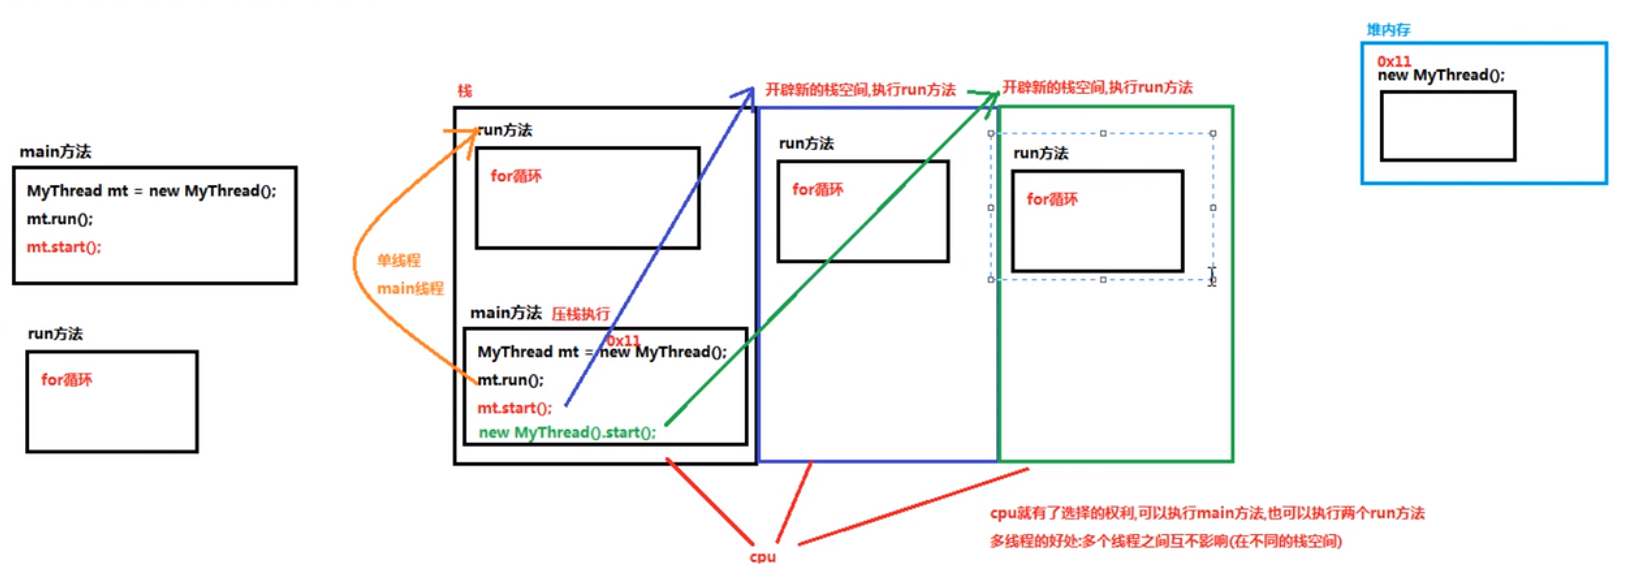 main方法
MyThread mt = new MyThread();
mt.run();
mt.start();
run方法
for循环
栈
run方法
for循环
单线程
main线程
main方法 压栈执行
0x11
MyThread mt = new MyThread();
mt.run();
mt.start();
new MyThread().start();
开辟新的栈空间,执行run方法
run方法
for循环
开辟新的栈空间,执行run方法
run方法
for循环
堆内存
0x11
new MyThread();
cpu
cpu就有了选择的权利,可以执行main方法,也可以执行两个run方法
多线程的好处:多个线程之间互不影响(在不同的栈空间)